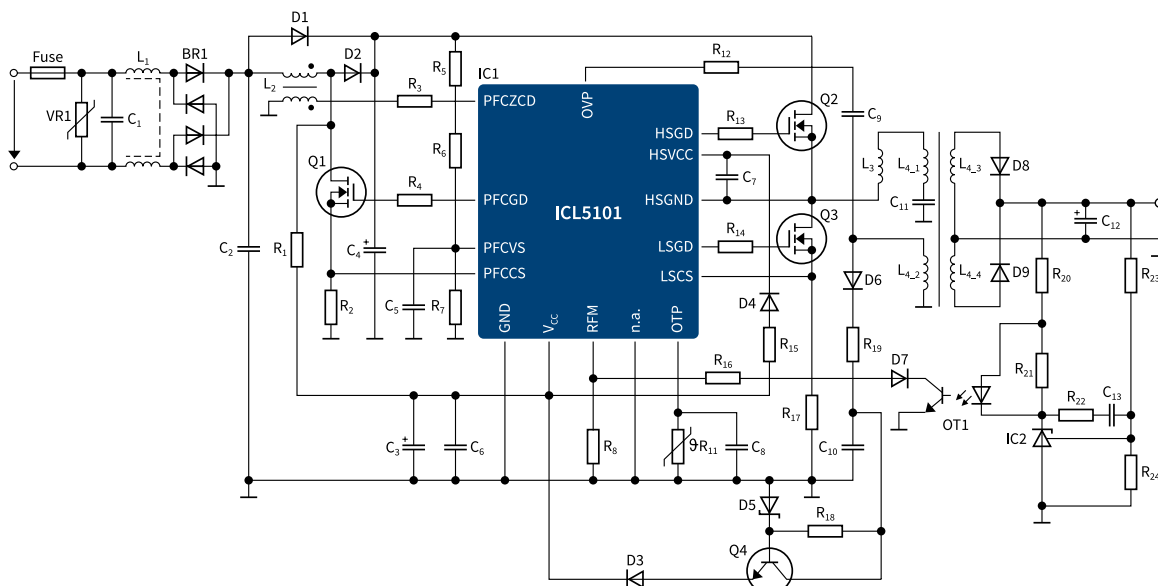 D1
Fuse
L1
BR1
D2
R12
R5
IC1
L2
R3
PFCZCD
OVP
Q2
VR1
C1
C9
R13
HSGD
R6
HSVCC
L3
L4_1
L4_3
D8
Q1
R4
C7
PFCGD
ICL5101
HSGND
C11
Q3
C12
R14
LSGD
R1
C2
C4
PFCVS
PFCCS
LSCS
D6
L4_2
L4_4
D9
R20
R23
R2
C5
R7
D4
GND
VCC
RFM
n.a.
OTP
R15
R19
R16
D7
R21
R22
C13
OT1
IC2
R17
C3
C6
R8
ϑR11
C8
C10
R24
D5
R18
Q4
D3